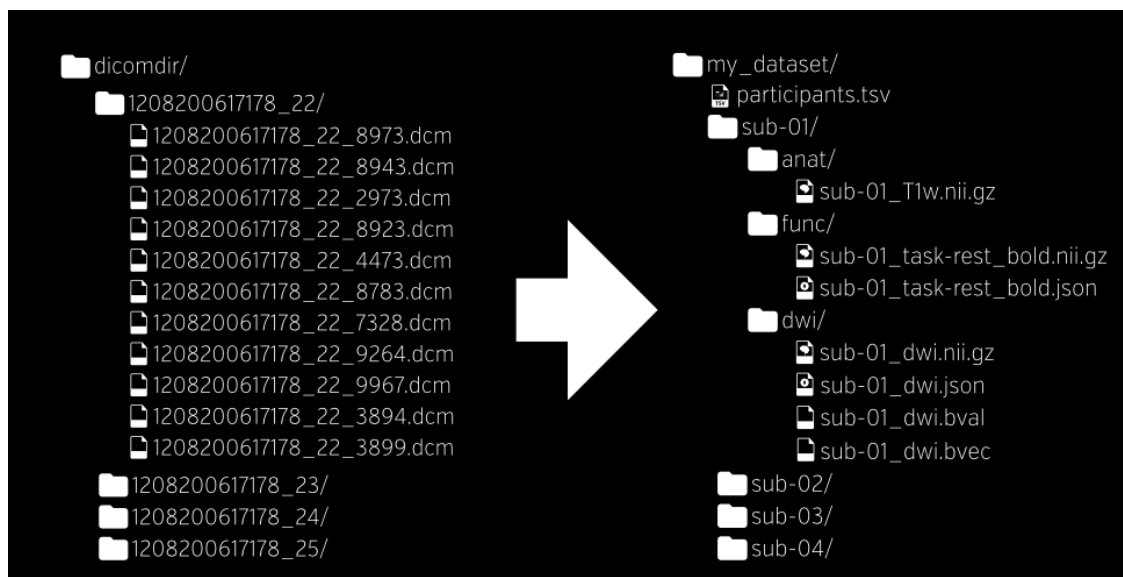 dicomdir/
1208200617178_22/
1208200617178_22_8973.dcm
1208200617178_22_8943.dcm
1208200617178_22_2973.dcm
1208200617178_22_8923.dcm
1208200617178_22_4473.dcm
1208200617178_22_8783.dcm
1208200617178_22_7328.dcm
1208200617178_22_9264.dcm
1208200617178_22_9967.dcm
1208200617178_22_3894.dcm
1208200617178_22_3899.dcm
1208200617178_23/
1208200617178_24/
1208200617178_25/
my_dataset/
participants.tsv
sub-01/
anat/
sub-01_T1w.nii.gz
func/
sub-01_task-rest_bold.nii.gz
sub-01_task-rest_bold.json
dwi/
sub-01_dwi.nii.gz
sub-01_dwi.json
sub-01_dwi.bval
sub-01_dwi.bvec
sub-02/
sub-03/
sub-04/